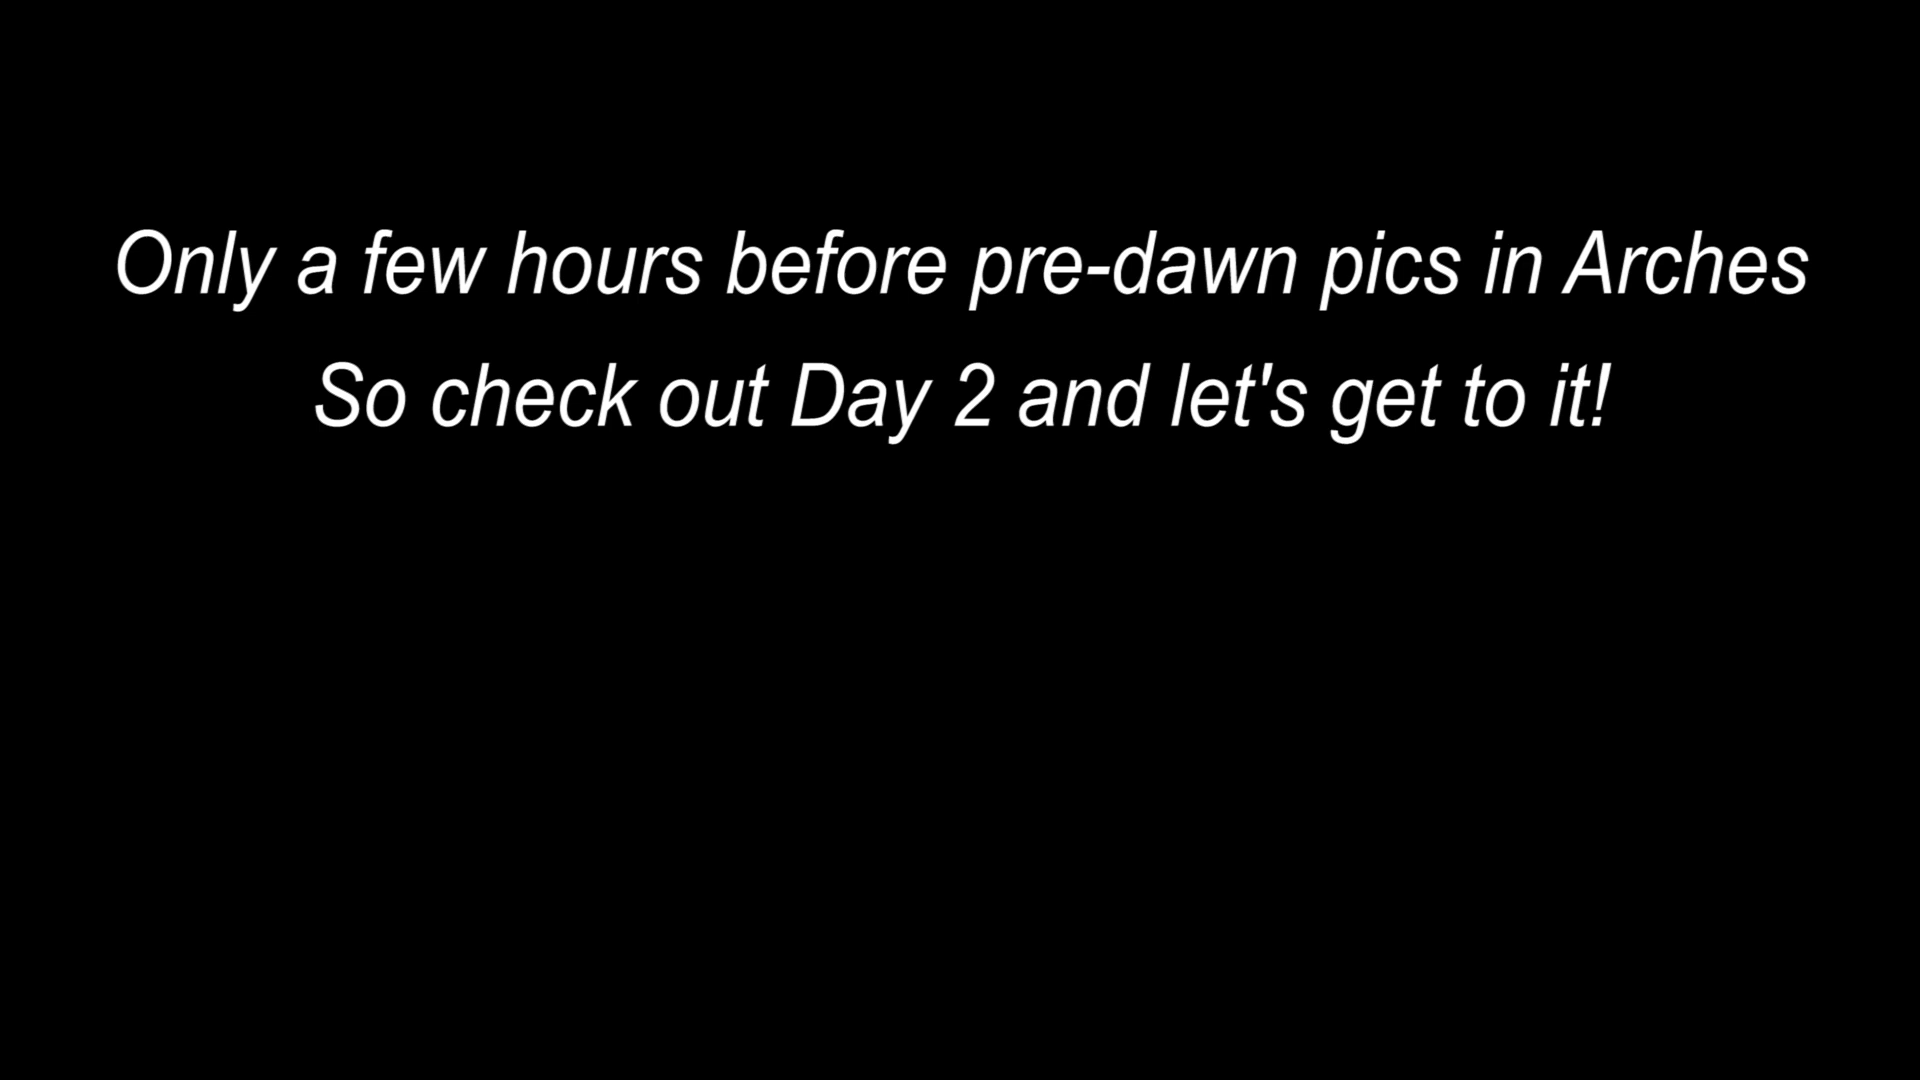 Only a few hours before pre-dawn pics in Arches
So check out Day 2 and let's get to it!